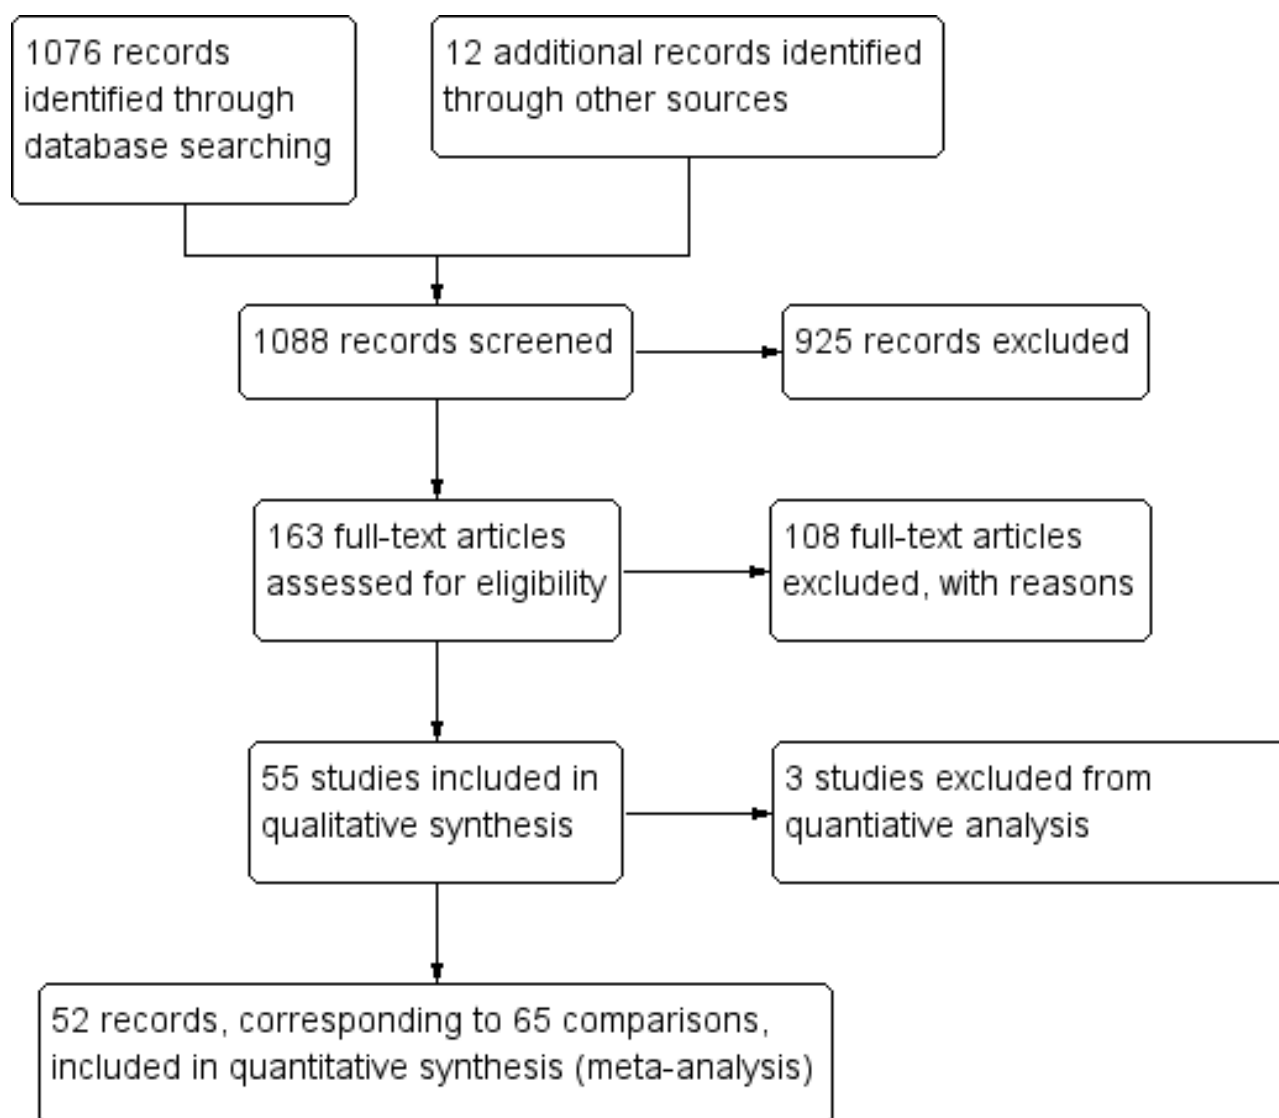 1076 records
identified through
database searching
12 additional records identified
through other sources
1088 records screened
925 records excluded
163 full-text articles
assessed for eligibility
108 full-text articles
excluded, with reasons
55 studies included in
qualitative synthesis
3 studies excluded from
quantiative analysis
52 records, corresponding to 65 comparisons,
included in quantitative synthesis (meta-analysis)